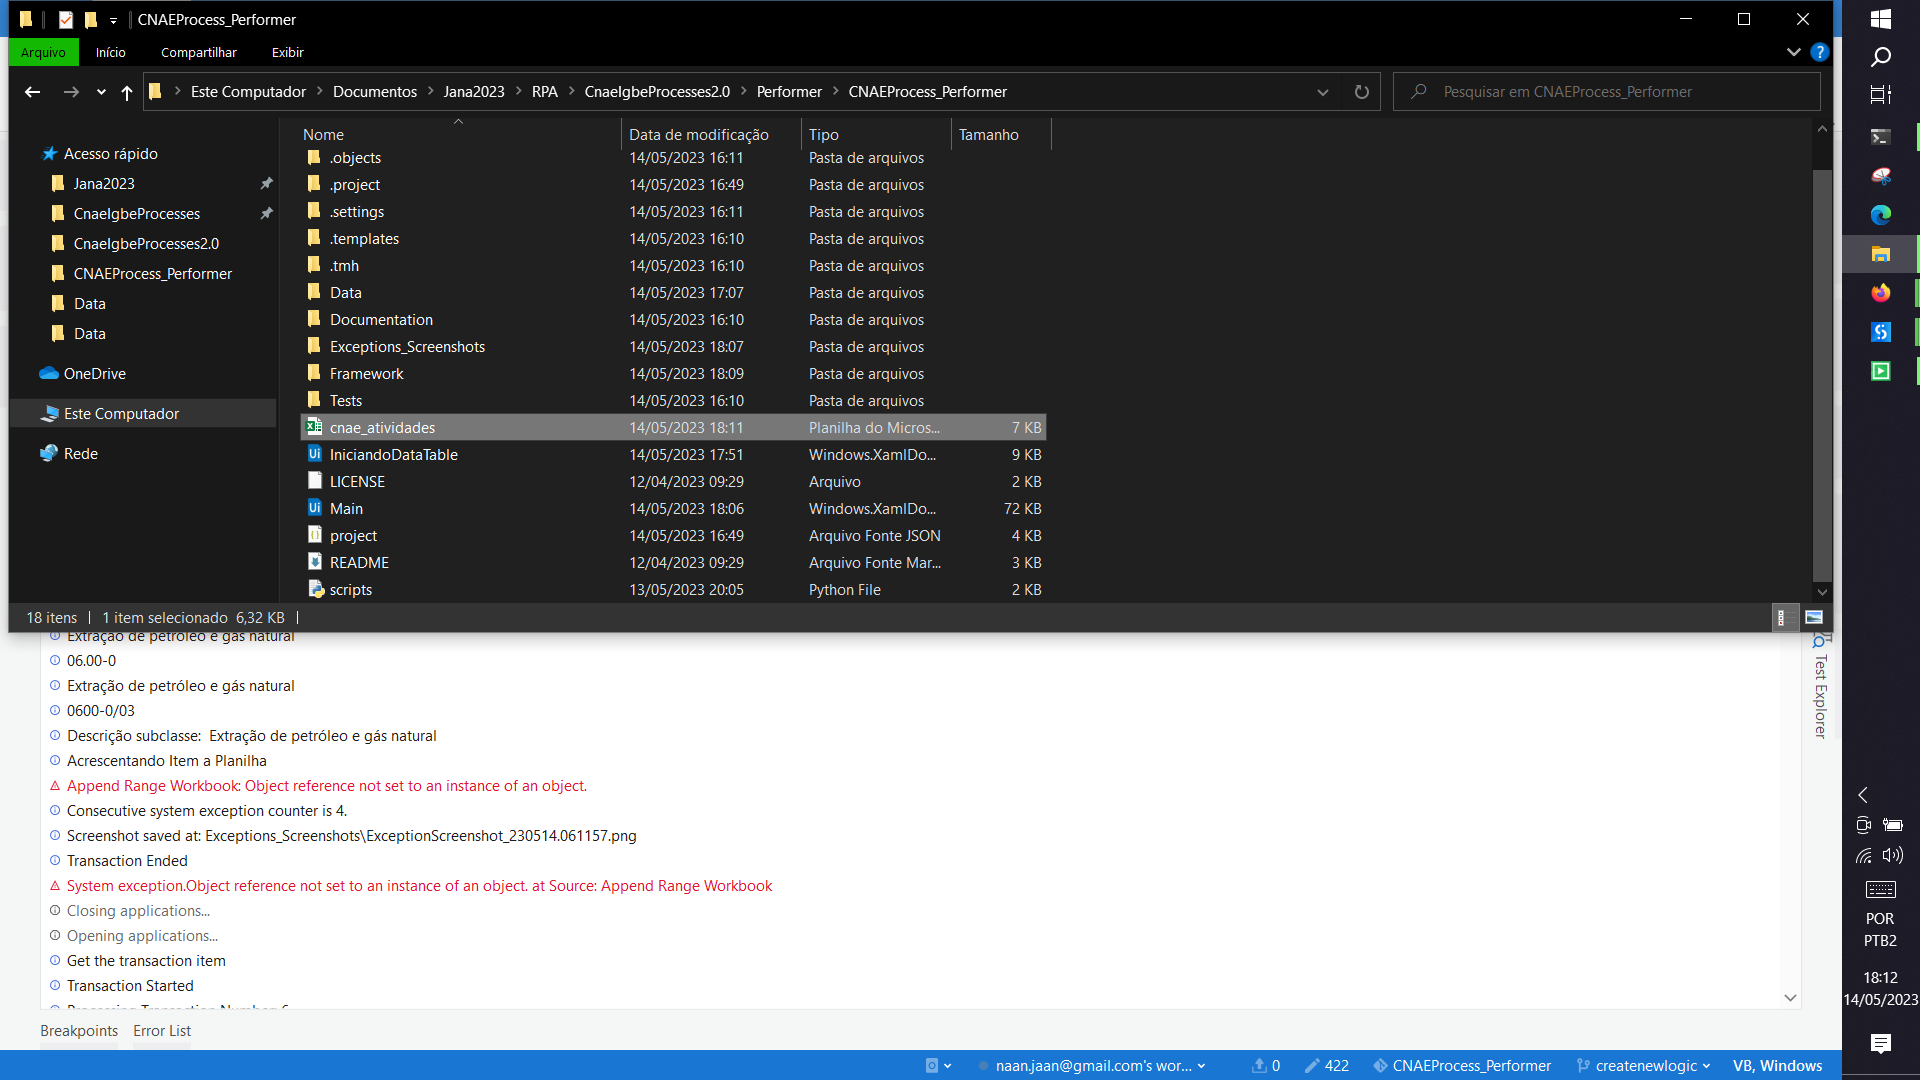 CNAEProcess_Performer
Arquivo Início Compartilhar Exibir
Este Computador Documentos Jana2023 RPA CnaeIgbeProcesses2.0 Performer CNAEProcess_Performer
Pesquisar em CNAEProcess_Performer
Acesso rápido
Jana2023
CnaeIgbeProcesses
CnaeIgbeProcesses2.0
CNAEProcess_Performer
Data
Data
OneDrive
Este Computador
Rede
Nome Data de modificação Tipo Tamanho
.objects 14/05/2023 16:11 Pasta de arquivos
.project 14/05/2023 16:49 Pasta de arquivos
.settings 14/05/2023 16:11 Pasta de arquivos
.templates 14/05/2023 16:10 Pasta de arquivos
.tmh 14/05/2023 16:10 Pasta de arquivos
Data 14/05/2023 17:07 Pasta de arquivos
Documentation 14/05/2023 16:10 Pasta de arquivos
Exceptions_Screenshots 14/05/2023 18:07 Pasta de arquivos
Framework 14/05/2023 18:09 Pasta de arquivos
Tests 14/05/2023 16:10 Pasta de arquivos
cnae_atividades 14/05/2023 18:11 Planilha do Micros... 7 KB
IniciandoDataTable 14/05/2023 17:51 Windows.XamlDo... 9 KB
LICENSE 12/04/2023 09:29 Arquivo 2 KB
Main 14/05/2023 18:06 Windows.XamlDo... 72 KB
project 14/05/2023 16:49 Arquivo Fonte JSON 4 KB
README 12/04/2023 09:29 Arquivo Fonte Mar... 3 KB
scripts 13/05/2023 20:05 Python File 2 KB
18 itens 1 item selecionado 6,32 KB
Extração de petróleo e gás natural
06.00-0
Extração de petróleo e gás natural
0600-0/03
Descrição subclasse: Extração de petróleo e gás natural
Acrescentando Item a Planilha
Append Range Workbook: Object reference not set to an instance of an object.
Consecutive system exception counter is 4.
Screenshot saved at: Exceptions_Screenshots\ExceptionScreenshot_230514.061157.png
Transaction Ended
System exception.Object reference not set to an instance of an object. at Source: Append Range Workbook
Closing applications...
Opening applications...
Get the transaction item
Transaction Started
Test Explorer
Breakpoints Error List
naan.jaan@gmail.com's wor... 0 422 CNAEProcess_Performer createnewlogic VB, Windows
POR
PTB2
18:12
14/05/2023